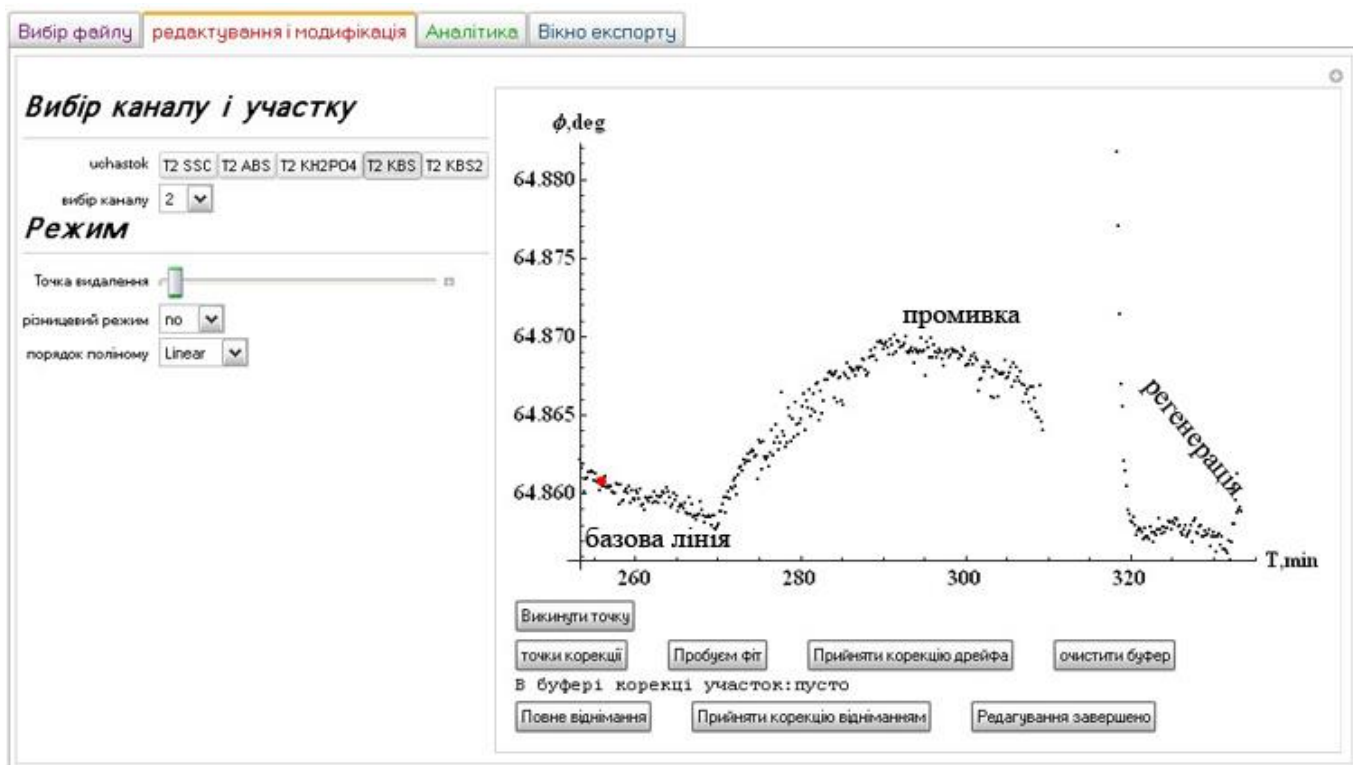 Вибір файлу редактування і модифікація Аналітика Вікно експорту
Вибір каналу і участку
uchastok T2 SSC T2 ABS T2 KH2PO4 T2 KBS T2 KBS2
вибір каналу 2
Режим
Точка видалення
різницевий режим no
порядок поліному Linear
ϕ,deg
64.880
64.875
64.870
64.865
64.860
промивка
регенерація
базова лінія
260 280 300 320
T,min
Викинути точку
точки корекції Пробуєм фіт Прийняти корекцію дрейфа очистити буфер
В буфері корекці участок:пусто
Повне віднімання Прийняти корекцію відніманням Редагування завершено